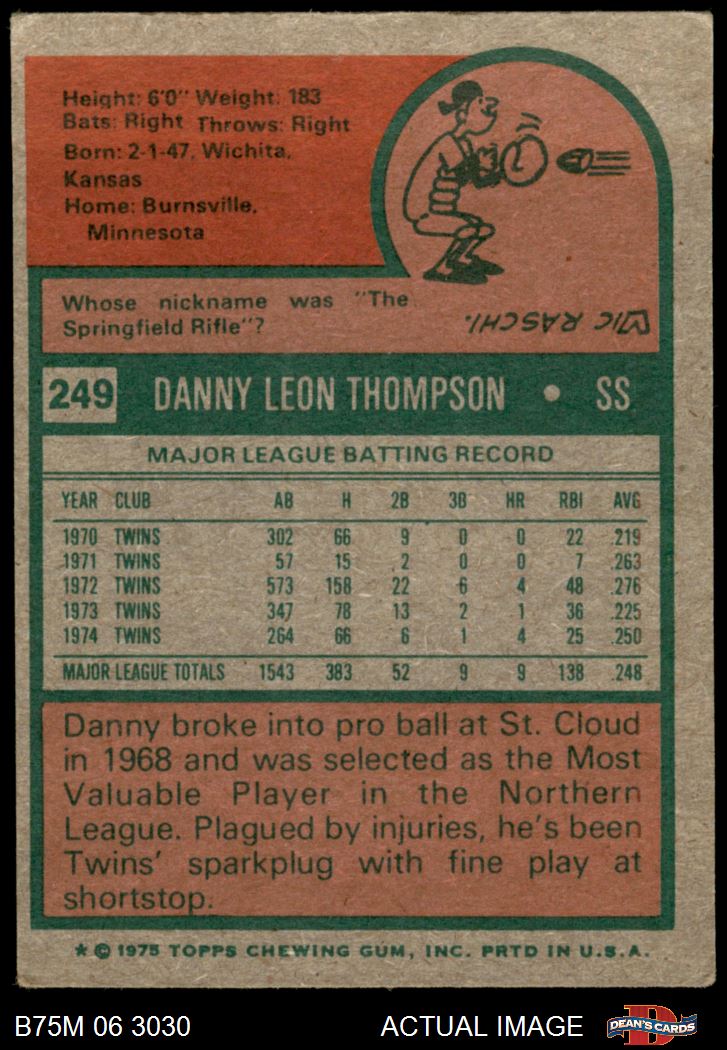 Height: 6'0" Weight: 183
Bats: Right Throws: Right
Born: 2-1-47, Wichita,
Kansas
Home: Burnsville,
Minnesota
Whose nickname was "The
Springfield Rifle"?
VIC RASCHI.
249 DANNY LEON THOMPSON • SS
MAJOR LEAGUE BATTING RECORD
YEAR CLUB AB H 2B 3B HR RBI AVG
1970 TWINS 302 66 9 0 0 22 .219
1971 TWINS 57 15 2 0 0 7 .263
1972 TWINS 573 158 22 6 4 48 .276
1973 TWINS 347 78 13 2 1 36 .225
1974 TWINS 264 66 6 1 4 25 .250
MAJOR LEAGUE TOTALS 1543 383 52 9 9 138 .248
Danny broke into pro ball at St. Cloud
in 1968 and was selected as the Most
Valuable Player in the Northern
League. Plagued by injuries, he's been
Twins' sparkplug with fine play at
shortstop.
* © 1975 TOPPS CHEWING GUM, INC. PRTD IN U.S.A.
B75M 06 3030 ACTUAL IMAGE DEAN'S CARDS